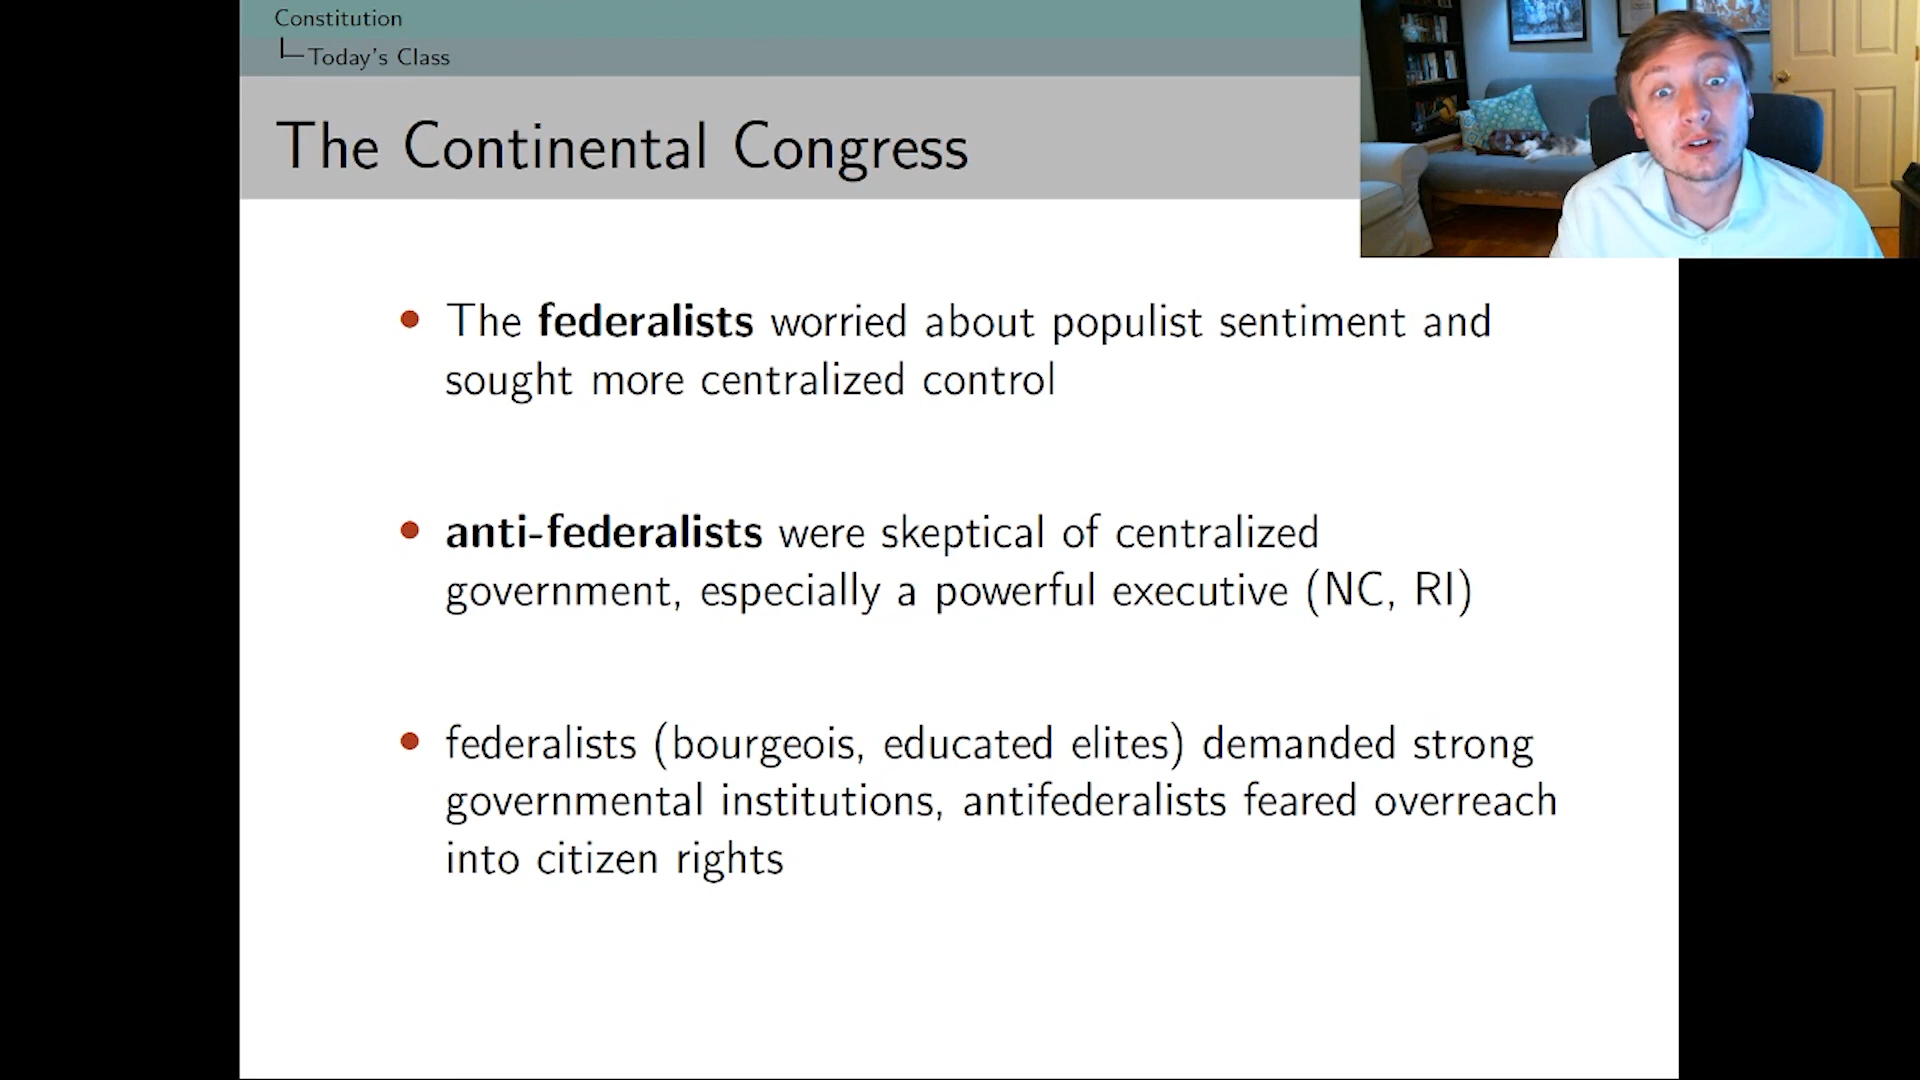 Constitution
Today's Class
The Continental Congress
• The federalists worried about populist sentiment and
sought more centralized control
• anti-federalists were skeptical of centralized
government, especially a powerful executive (NC, RI)
• federalists (bourgeois, educated elites) demanded strong
governmental institutions, antifederalists feared overreach
into citizen rights